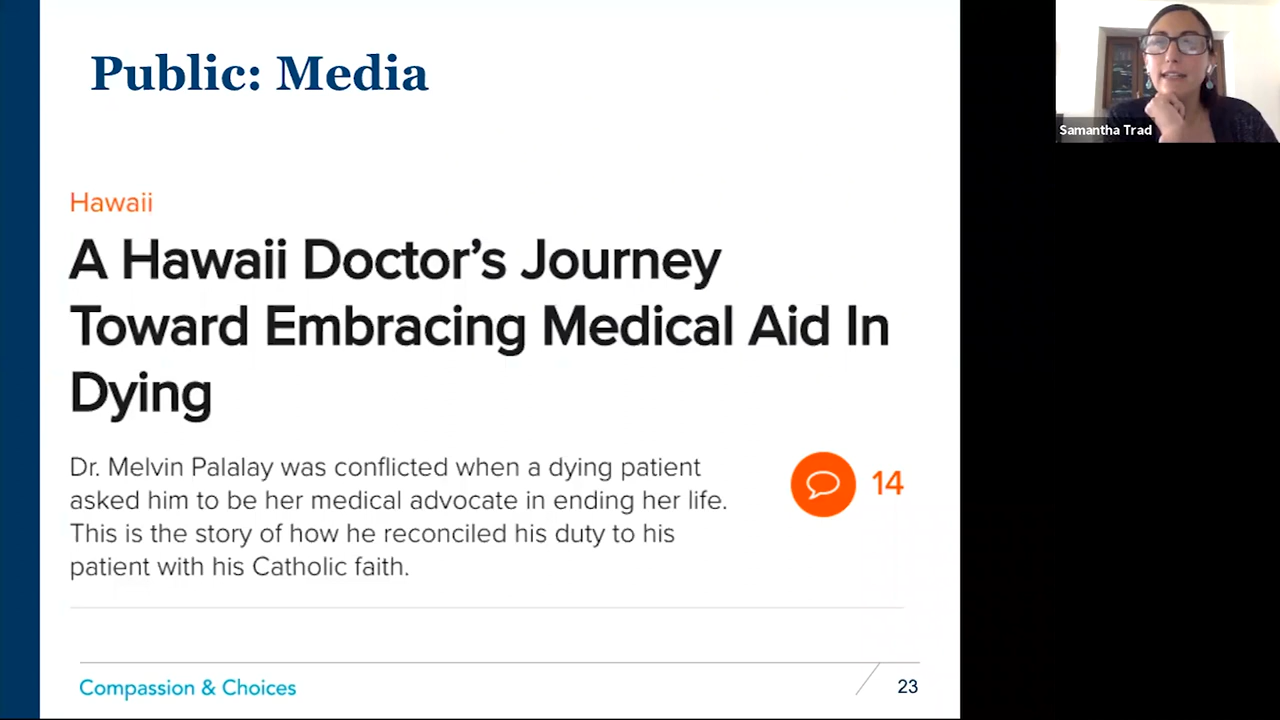 Public: Media
Hawaii
A Hawaii Doctor's Journey
Toward Embracing Medical Aid In
Dying
Dr. Melvin Palalay was conflicted when a dying patient
asked him to be her medical advocate in ending her life.
This is the story of how he reconciled his duty to his
patient with his Catholic faith.
14
Compassion & Choices
23
Samantha Trad